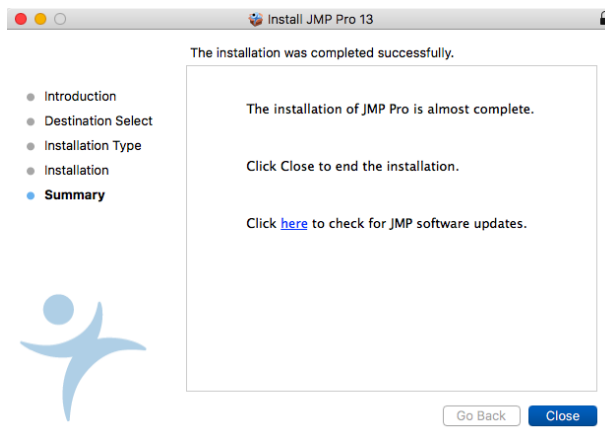 Install JMP Pro 13
The installation was completed successfully.
Introduction
Destination Select
Installation Type
Installation
Summary
The installation of JMP Pro is almost complete.
Click Close to end the installation.
Click here to check for JMP software updates.
Go Back
Close